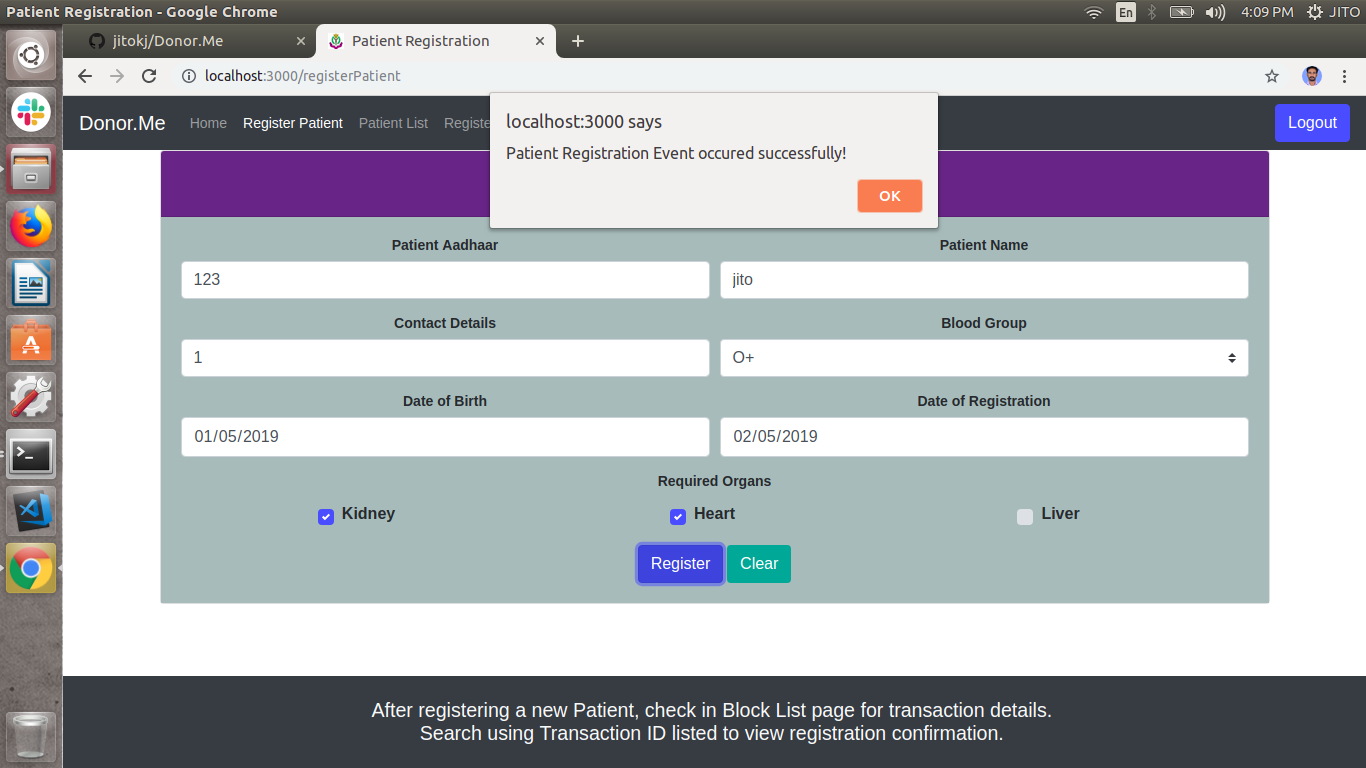 Patient Registration - Google Chrome
En
4:09 PM
JITO
jitokj/Donor.Me
Patient Registration
localhost:3000/registerPatient
Donor.Me
Home
Register Patient
Patient List
Registe
Logout
localhost:3000 says
Patient Registration Event occured successfully!
OK
Patient Aadhaar
Patient Name
123
jito
Contact Details
Blood Group
1
O+
Date of Birth
Date of Registration
01/05/2019
02/05/2019
Required Organs
Kidney
Heart
Liver
Register
Clear
After registering a new Patient, check in Block List page for transaction details.
Search using Transaction ID listed to view registration confirmation.